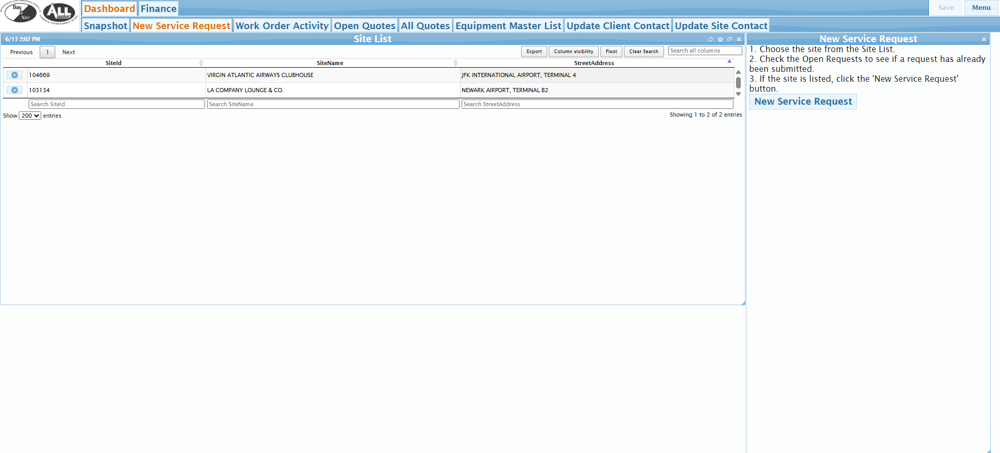 Day & Nite
ALL SERVICE
Dashboard Finance Save Menu
Snapshot New Service Request Work Order Activity Open Quotes All Quotes Equipment Master List Update Client Contact Update Site Contact
6/13 2:02 PM Site List
Previous 1 Next Export Column visibility Pivot Clear Search Search all columns
SiteId SiteName StreetAddress
104669 VIRGIN ATLANTIC AIRWAYS CLUBHOUSE JFK INTERNATIONAL AIRPORT, TERMINAL 4
103134 LA COMPANY LOUNGE & CO. NEWARK AIRPORT, TERMINAL B2
Search SiteId Search SiteName Search StreetAddress
Show 200 entries Showing 1 to 2 of 2 entries
New Service Request
1. Choose the site from the Site List.
2. Check the Open Requests to see if a request has already
been submitted.
3. If the site is listed, click the 'New Service Request'
button.
New Service Request